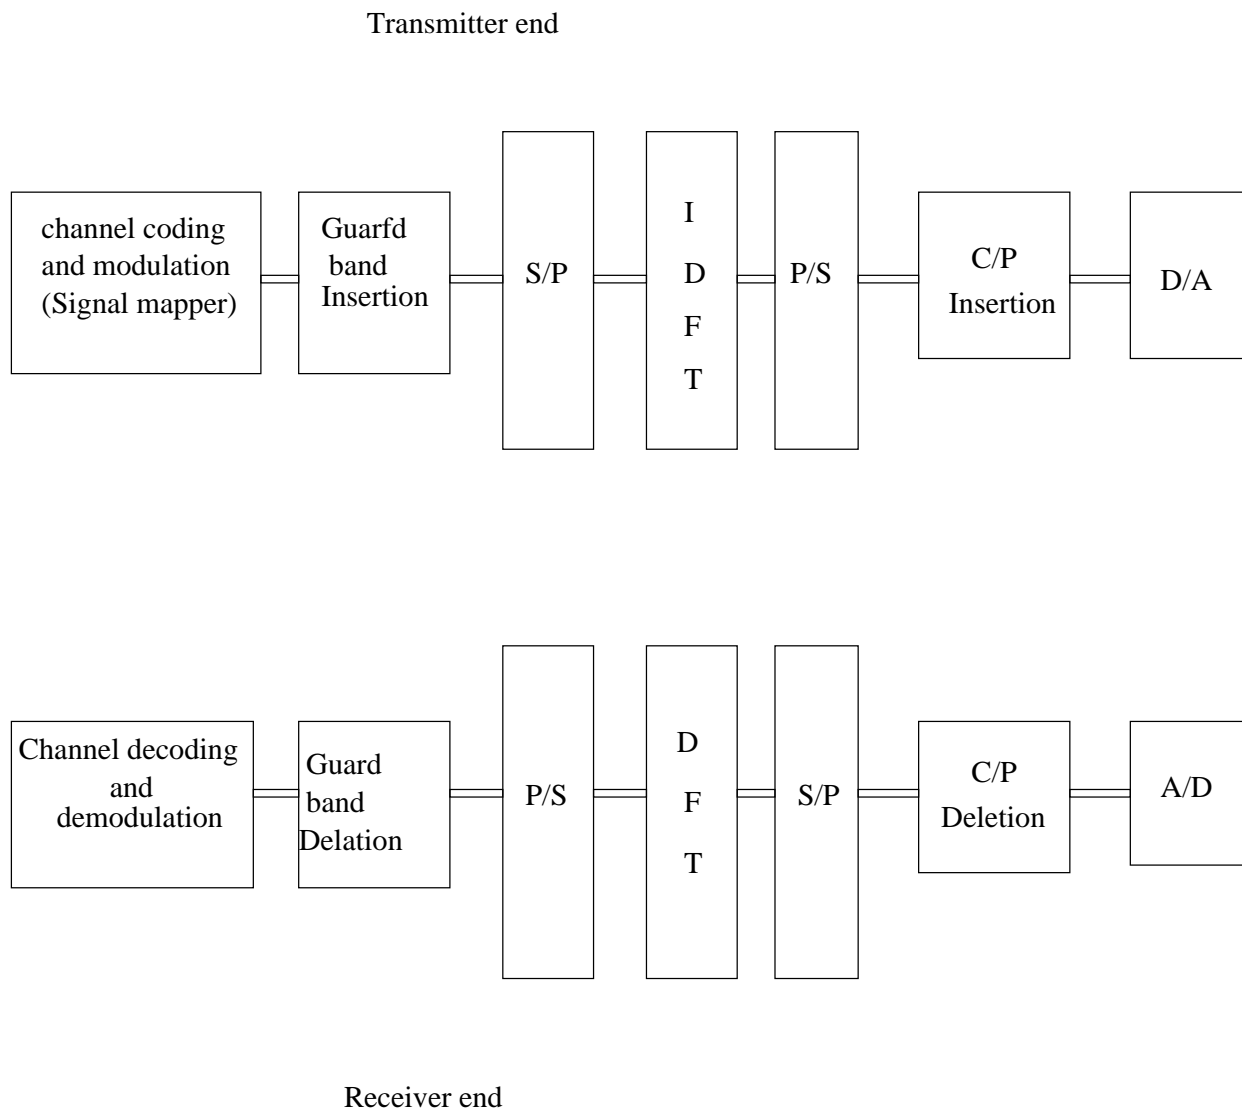 Transmitter end
channel coding
and modulation
(Signal mapper)
Guarfd
band
Insertion
S/P
I
D
F
T
P/S
C/P
Insertion
D/A
Channel decoding
and
demodulation
Guard
band
Delation
P/S
D
F
T
S/P
C/P
Deletion
A/D
Receiver end